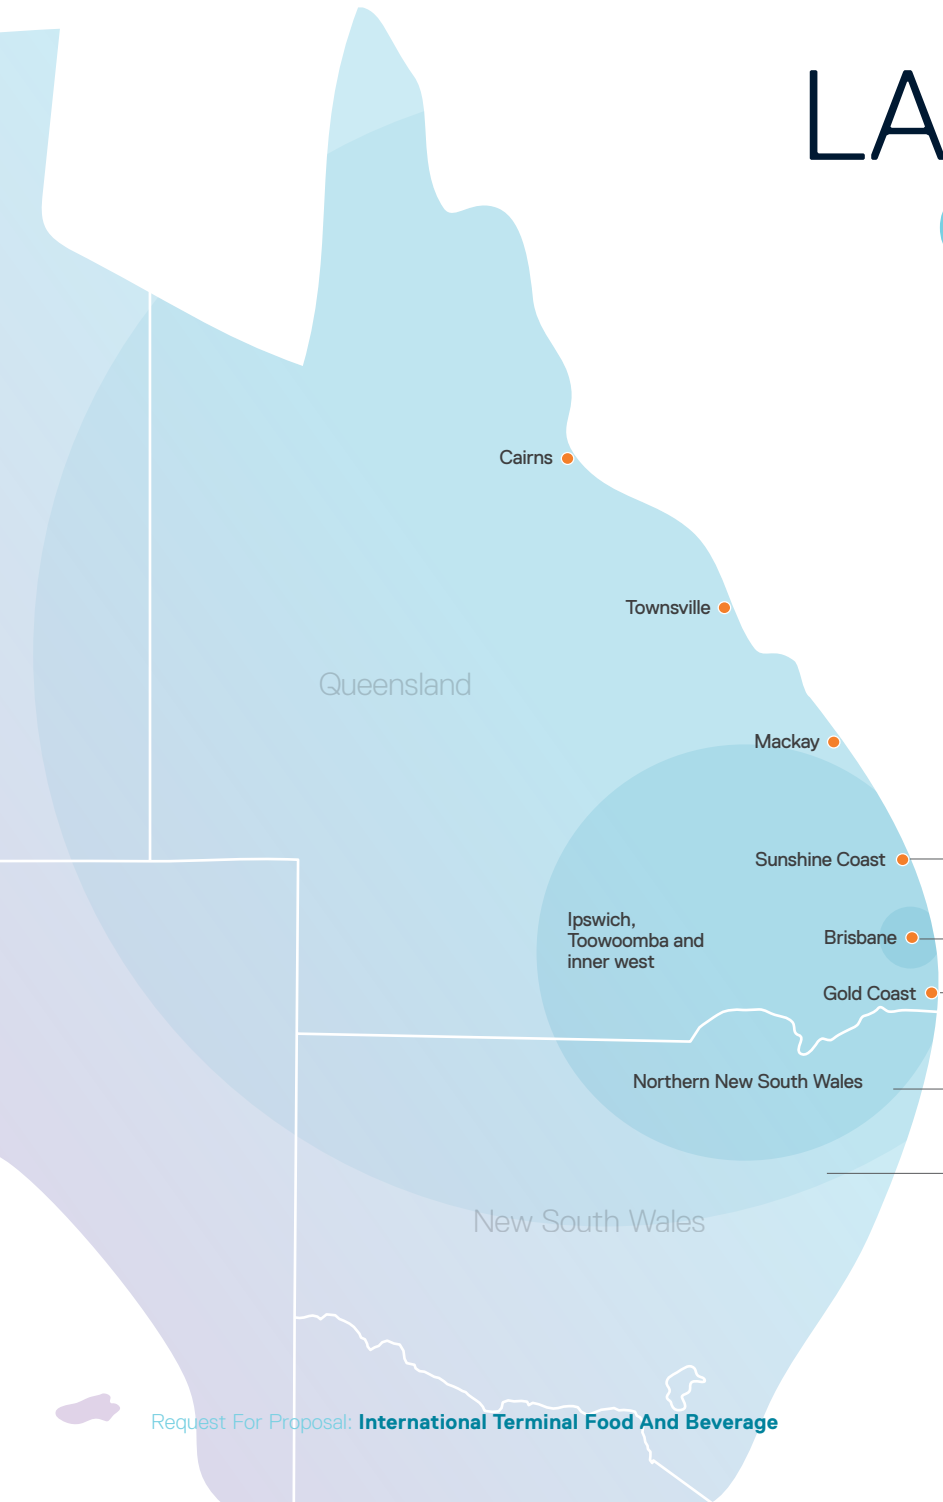 LA
Cairns
Townsville
Queensland
Mackay
Sunshine Coast
Ipswich,
Toowoomba and
inner west
Brisbane
Gold Coast
Northern New South Wales
New South Wales
Request For Proposal: International Terminal Food And Beverage